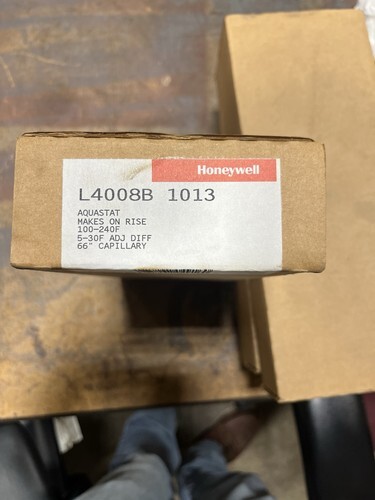 Honeywell
L4008B 1013
AQUASTAT
MAKES ON RISE
100-240F
5-30F ADJ DIFF
66" CAPILLARY